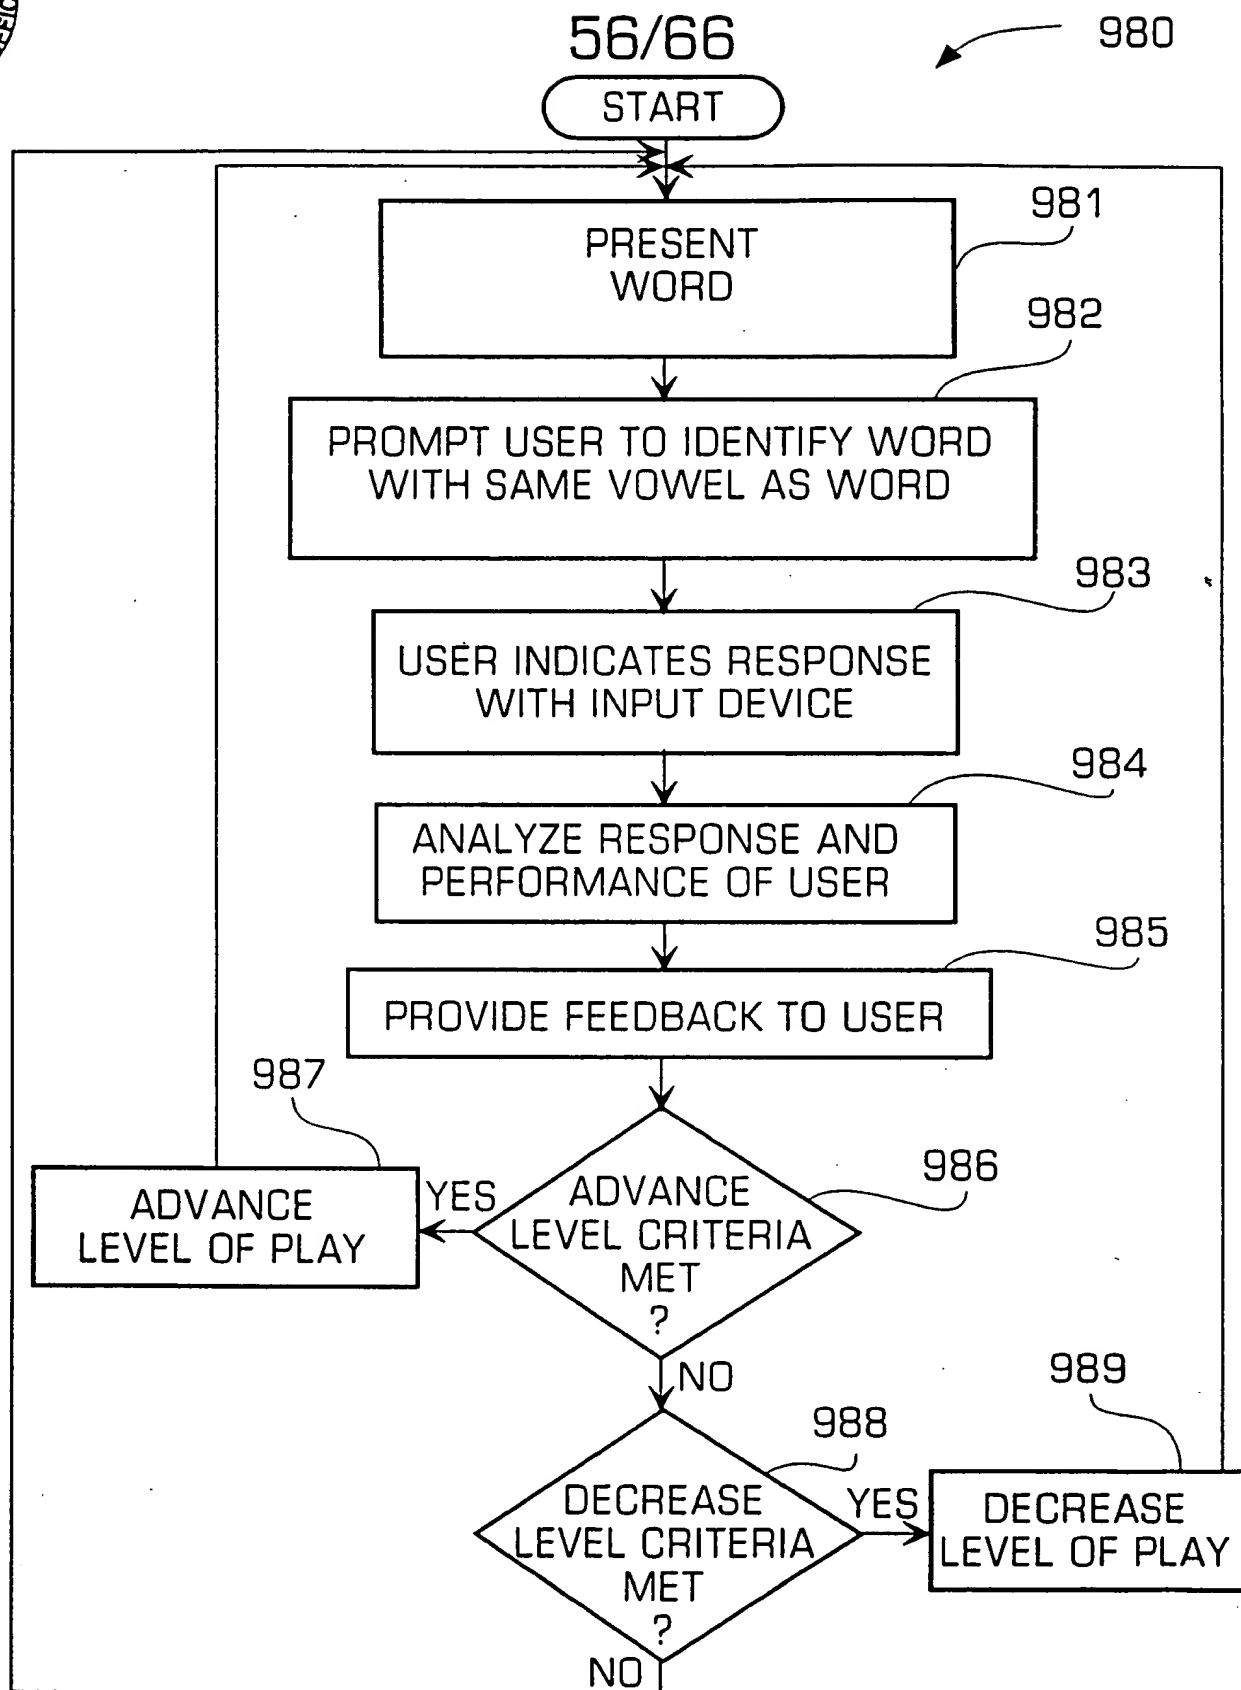 56/66
980
START
PRESENT
WORD
981
982
PROMPT USER TO IDENTIFY WORD
WITH SAME VOWEL AS WORD
983
USER INDICATES RESPONSE
WITH INPUT DEVICE
984
ANALYZE RESPONSE AND
PERFORMANCE OF USER
985
PROVIDE FEEDBACK TO USER
987
986
ADVANCE
LEVEL OF PLAY
YES
ADVANCE
LEVEL CRITERIA
MET
?
NO
989
988
DECREASE
LEVEL CRITERIA
MET
?
YES
DECREASE
LEVEL OF PLAY
NO